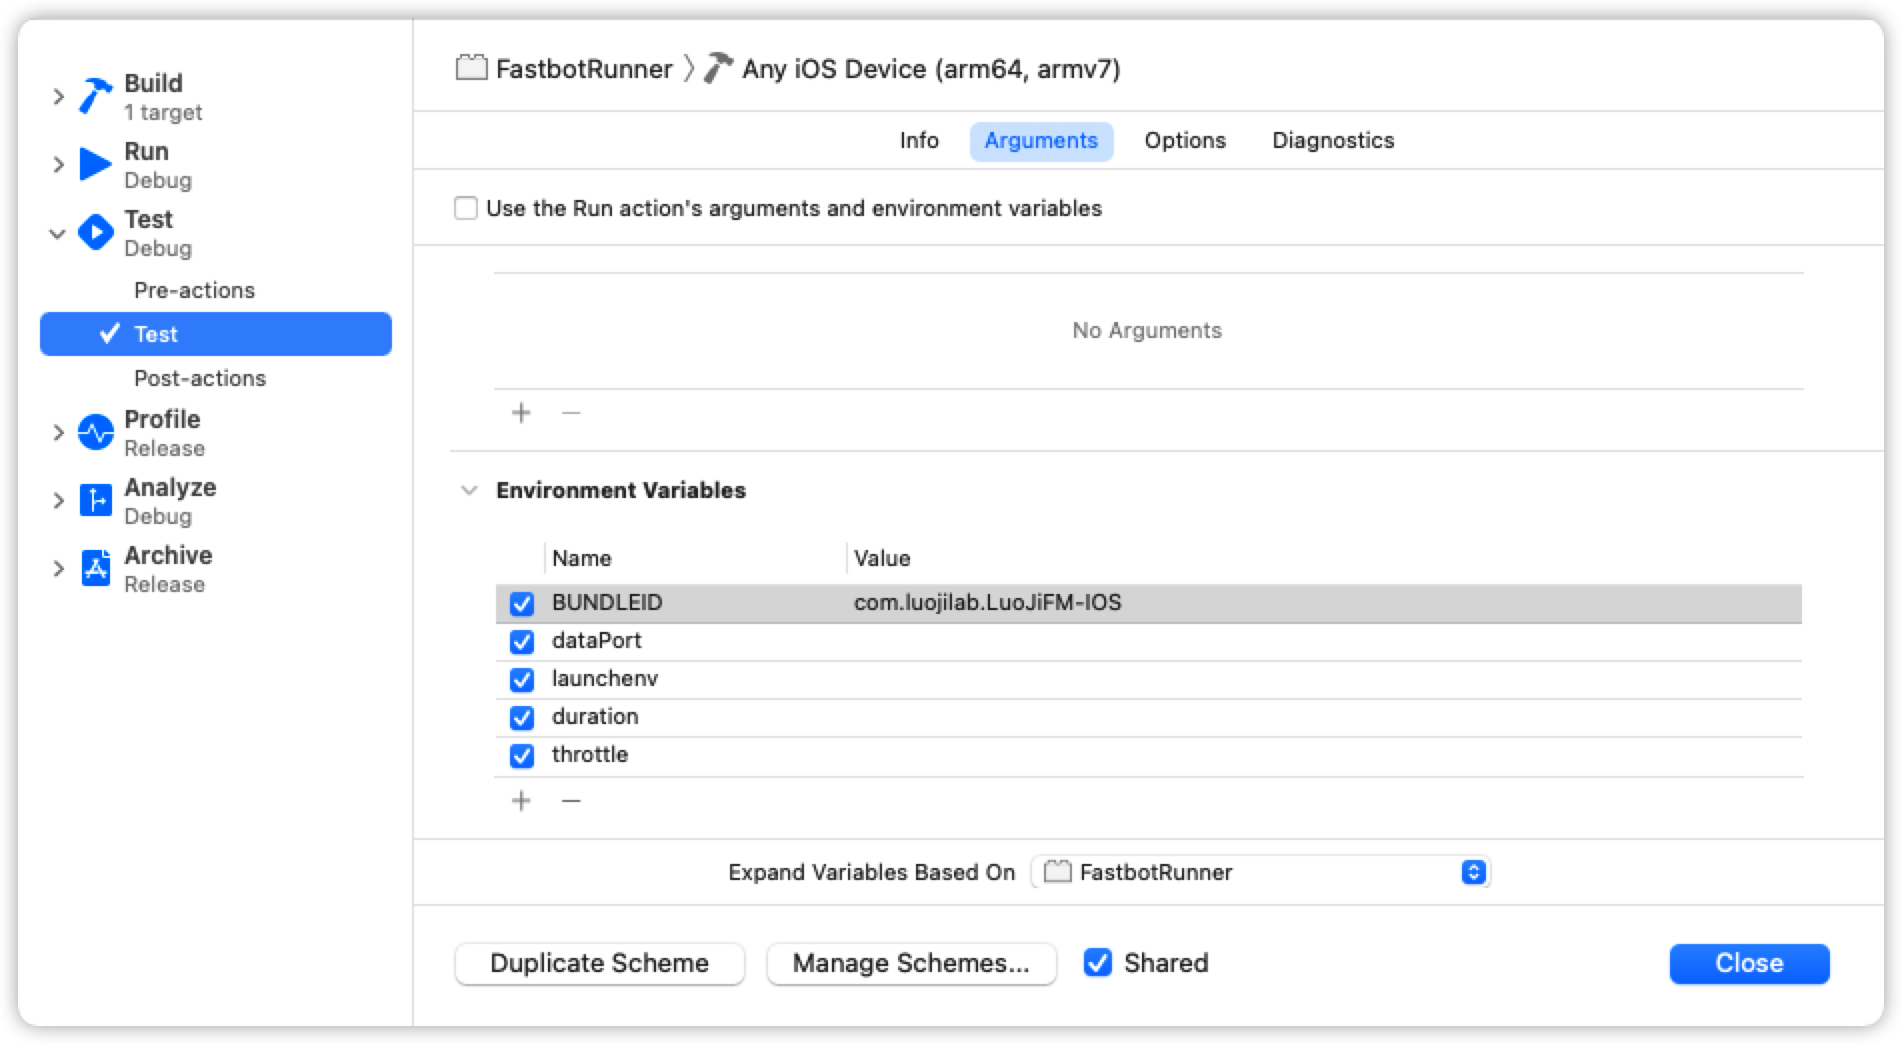 Build
1 target
Run
Debug
Test
Debug
Pre-actions
Test
Post-actions
Profile
Release
Analyze
Debug
Archive
Release
FastbotRunner 〉 Any iOS Device (arm64, armv7)
Info Arguments Options Diagnostics
Use the Run action's arguments and environment variables
No Arguments
Environment Variables
Name Value
BUNDLEID com.luojilab.LuoJiFM-IOS
dataPort
launchenv
duration
throttle
Expand Variables Based On FastbotRunner
Duplicate Scheme Manage Schemes... Shared Close